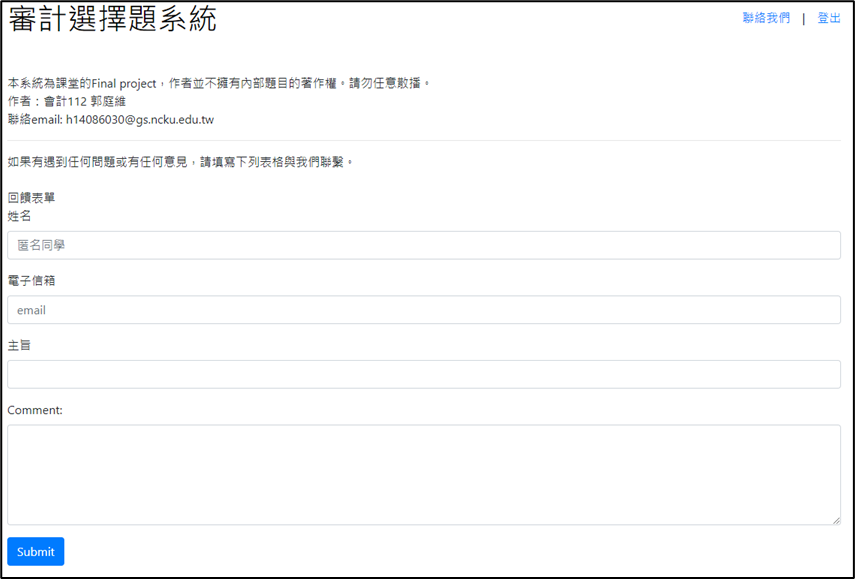 審計選擇題系統
聯絡我們 | 登出
本系統為課堂的Final project，作者並不擁有內部題目的著作權。請勿任意散播。
作者：會計112 郭庭維
聯絡email: h14086030@gs.ncku.edu.tw
如果有遇到任何問題或有任何意見，請填寫下列表格與我們聯繫。
回饋表單
姓名
匿名同學
電子信箱
email
主旨
Comment:
Submit